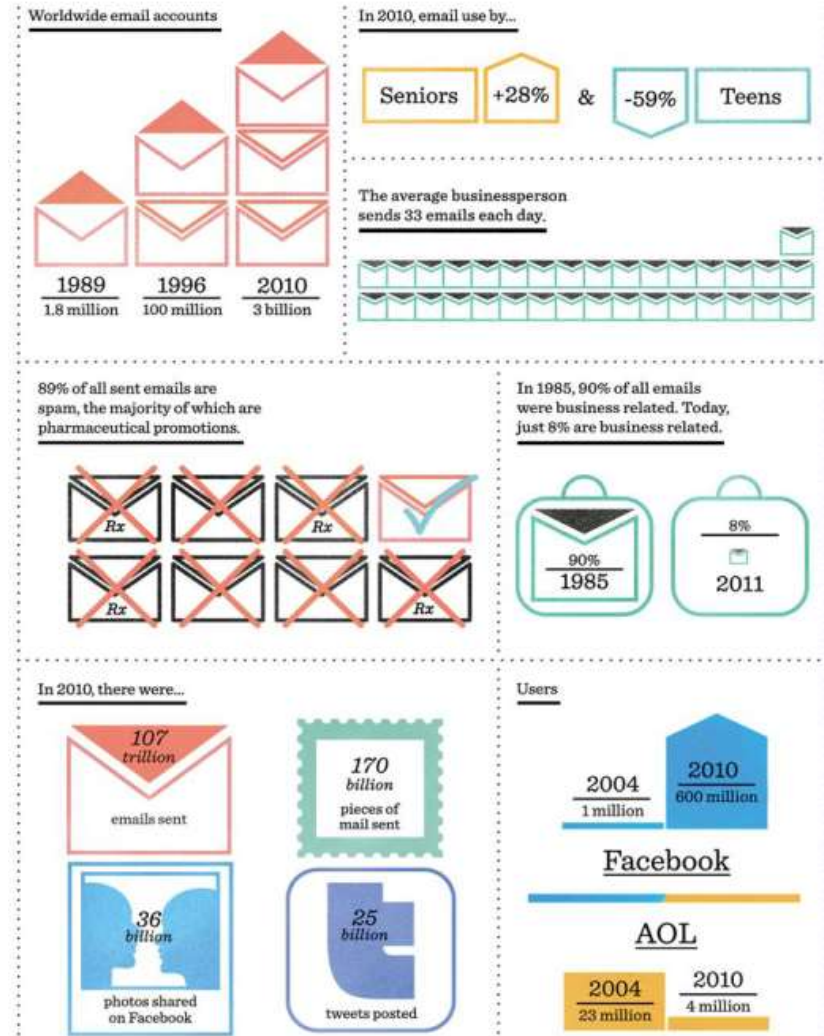 Worldwide email accounts
1989
1.8 million
1996
100 million
2010
3 billion
In 2010, email use by...
Seniors
+28%
&
-59%
Teens
The average businessperson
sends 33 emails each day.
89% of all sent emails are
spam, the majority of which are
pharmaceutical promotions.
Rx
Rx
Rx
Rx
In 1985, 90% of all emails
were business related. Today,
just 8% are business related.
90%
1985
8%
2011
In 2010, there were...
107
trillion
emails sent
170
billion
pieces of
mail sent
36
billion
photos shared
on Facebook
25
billion
tweets posted
Users
2004
1 million
2010
600 million
Facebook
AOL
2004
23 million
2010
4 million